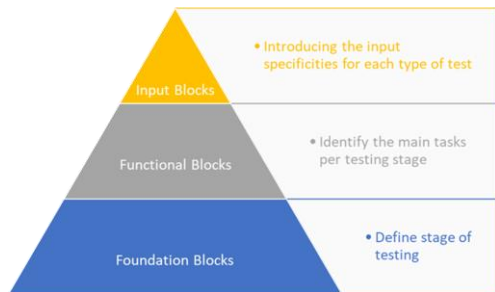 • Introducing the input
specificities for each type of test
Input Blocks
• Identify the main tasks
per testing stage
Functional Blocks
• Define stage of
testing
Foundation Blocks